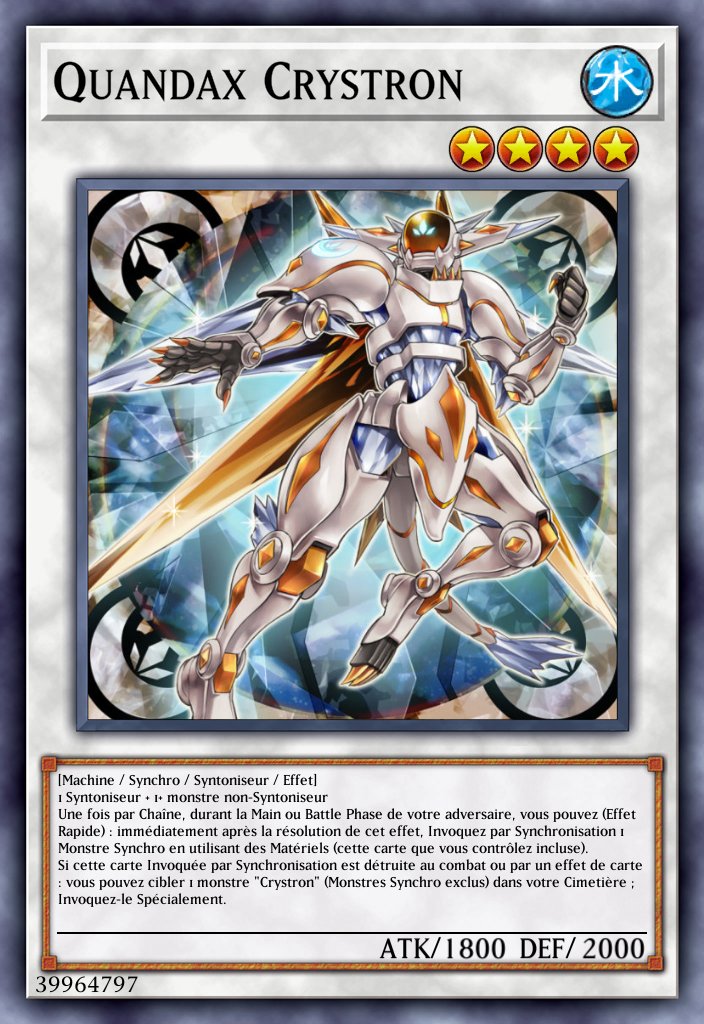 QUANDAX CRYSTRON
水
[Machine / Synchro / Syntoniseur / Effet]
1 Syntoniseur + 1+ monstre non-Syntoniseur
Une fois par Chaîne, durant la Main ou Battle Phase de votre adversaire, vous pouvez (Effet
Rapide) : immédiatement après la résolution de cet effet, Invoquez par Synchronisation 1
Monstre Synchro en utilisant des Matériels (cette carte que vous contrôlez incluse).
Si cette carte Invoquée par Synchronisation est détruite au combat ou par un effet de carte
: vous pouvez cibler 1 monstre "Crystron" (Monstres Synchro exclus) dans votre Cimetière ;
Invoquez-le Spécialement.
ATK/1800 DEF/2000
39964797